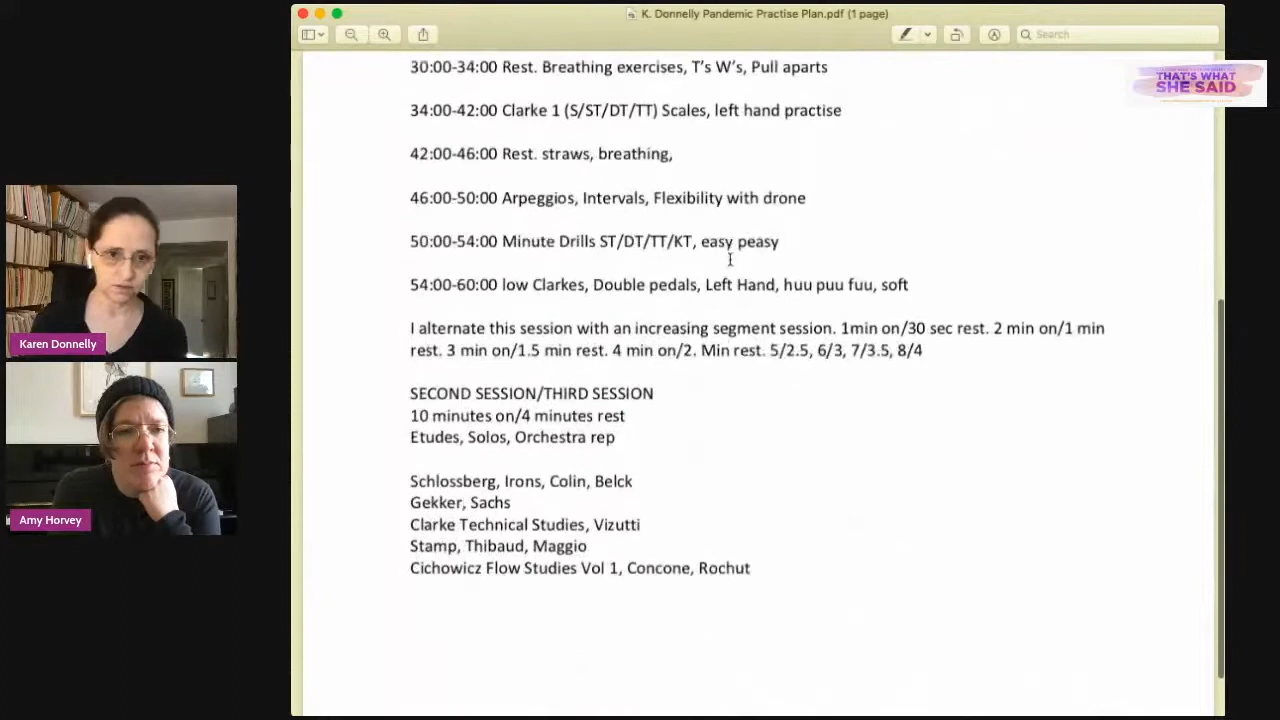 K. Donnelly Pandemic Practise Plan.pdf (1 page)
Search
THAT'S WHAT
SHE SAID
30:00-34:00 Rest. Breathing exercises, T's W's, Pull aparts
34:00-42:00 Clarke 1 (S/ST/DT/TT) Scales, left hand practise
42:00-46:00 Rest. straws, breathing,
46:00-50:00 Arpeggios, Intervals, Flexibility with drone
50:00-54:00 Minute Drills ST/DT/TT/KT, easy peasy
54:00-60:00 low Clarkes, Double pedals, Left Hand, huu puu fuu, soft
I alternate this session with an increasing segment session. 1min on/30 sec rest. 2 min on/1 min
rest. 3 min on/1.5 min rest. 4 min on/2. Min rest. 5/2.5, 6/3, 7/3.5, 8/4
SECOND SESSION/THIRD SESSION
10 minutes on/4 minutes rest
Etudes, Solos, Orchestra rep
Schlossberg, Irons, Colin, Belck
Gekker, Sachs
Clarke Technical Studies, Vizutti
Stamp, Thibaud, Maggio
Cichowicz Flow Studies Vol 1, Concone, Rochut
Karen Donnelly
Amy Horvey